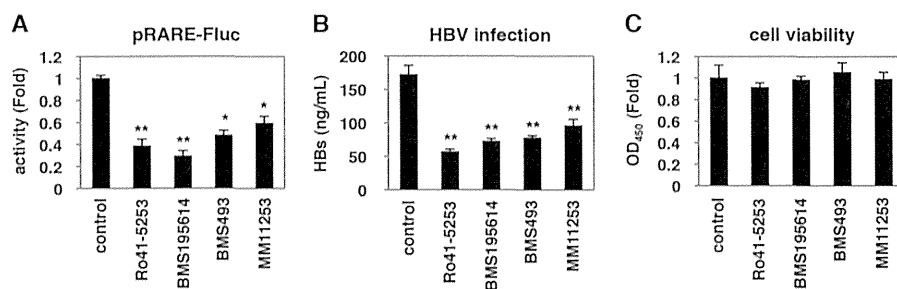 A
pRARE-Fluc
activity (Fold)
1.2
1
0.8
0.6
0.4
0.2
0
**
**
*
*
control
Ro41-5253
BMS195614
BMS493
MM11253
B
HBV infection
HBs (ng/mL)
200
150
100
50
0
**
**
**
**
control
Ro41-5253
BMS195614
BMS493
MM11253
C
cell viability
OD₄₅₀ (Fold)
1.2
1
0.8
0.6
0.4
0.2
0
control
Ro41-5253
BMS195614
BMS493
MM11253